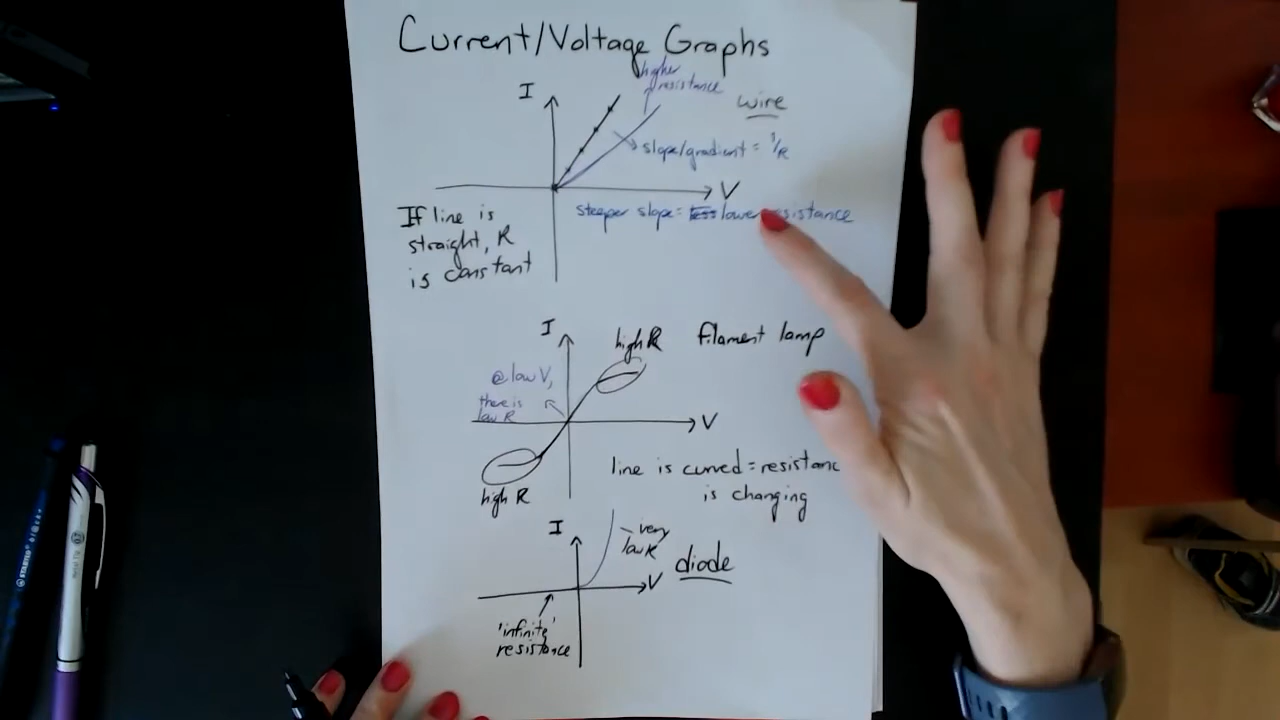 Current/Voltage Graphs
I
higher
resistance
wire
slope/gradient = 1/R
V
steeper slope = less lower resistance
If line is
straight, R
is constant
I
high R
filament lamp
@ low V,
there is
low R
V
line is curved = resistanc
is changing
high R
I
very
low R
diode
V
'infinite'
resistance